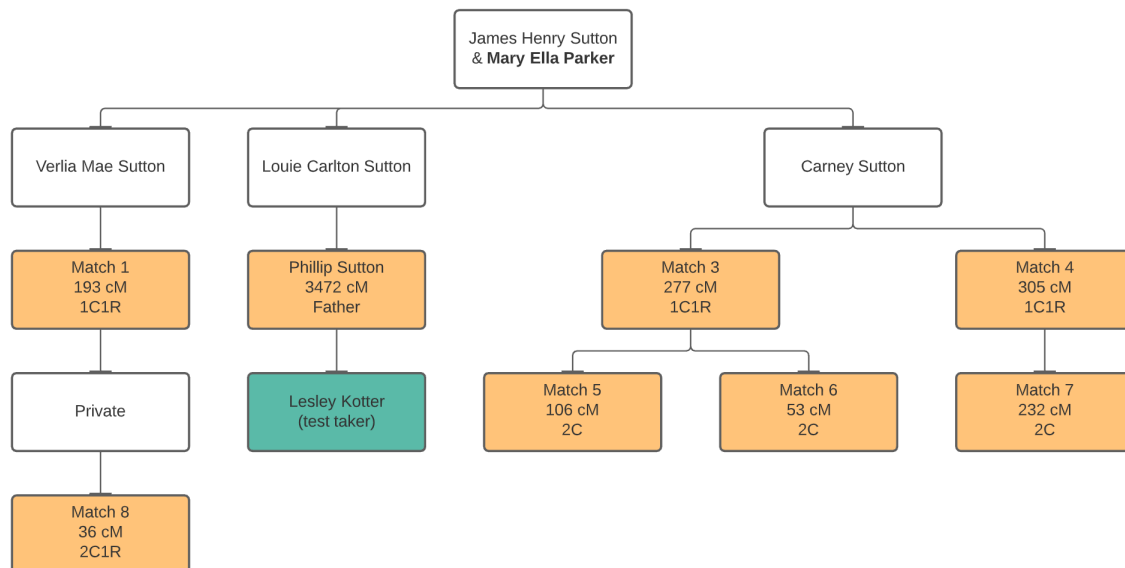 James Henry Sutton
& Mary Ella Parker
Verlia Mae Sutton
Louie Carlton Sutton
Carney Sutton
Match 1
193 cM
1C1R
Phillip Sutton
3472 cM
Father
Match 3
277 cM
1C1R
Match 4
305 cM
1C1R
Private
Lesley Kotter
(test taker)
Match 5
106 cM
2C
Match 6
53 cM
2C
Match 7
232 cM
2C
Match 8
36 cM
2C1R